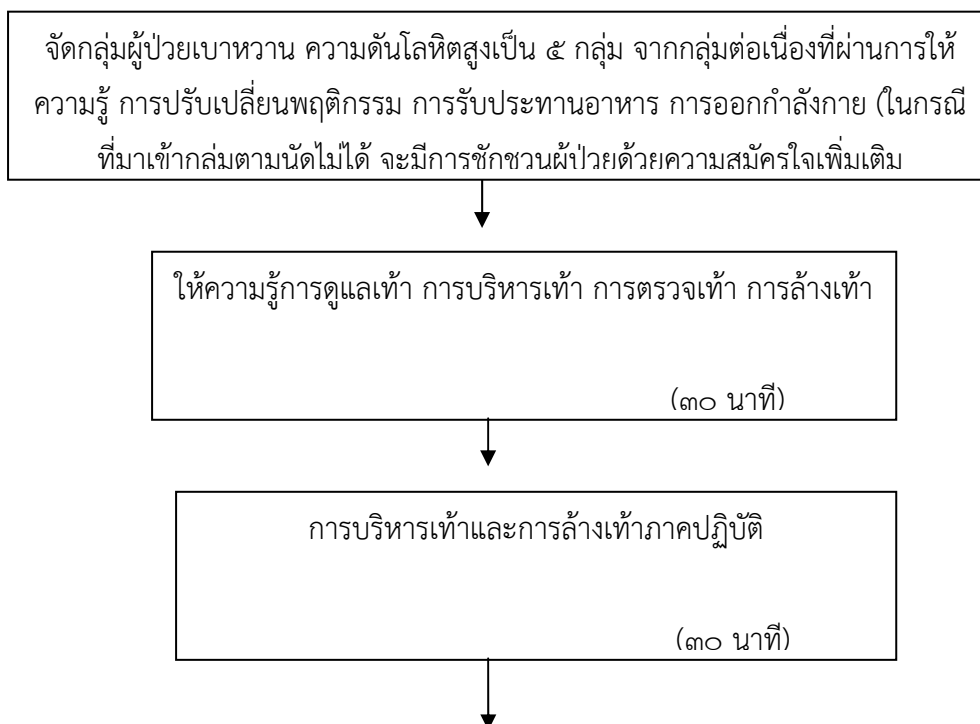 จัดกลุ่มผู้ป่วยเบาหวาน ความดันโลหิตสูงเป็น ๕ กลุ่ม จากกลุ่มต่อเนื่องที่ผ่านการให้
ความรู้ การปรับเปลี่ยนพฤติกรรม การรับประทานอาหาร การออกกำลังกาย (ในกรณี
ที่มาเข้ากลุ่มตามนัดไม่ได้ จะมีการชักชวนผู้ป่วยด้วยความสมัครใจเพิ่มเติม
ให้ความรู้การดูแลเท้า การบริหารเท้า การตรวจเท้า การล้างเท้า
(๓๐ นาที)
การบริหารเท้าและการล้างเท้าภาคปฏิบัติ
(๓๐ นาที)